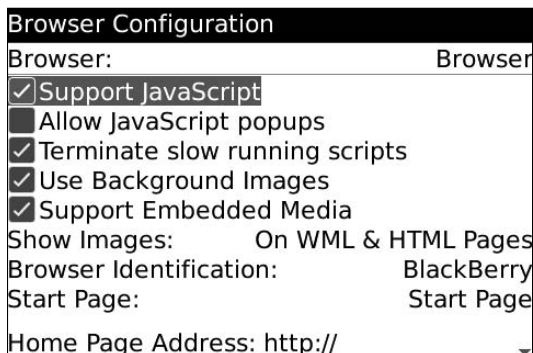 Browser Configuration
Browser: Browser
Support JavaScript
Allow JavaScript popups
Terminate slow running scripts
Use Background Images
Support Embedded Media
Show Images: On WML & HTML Pages
Browser Identification: BlackBerry
Start Page: Start Page
Home Page Address: http://